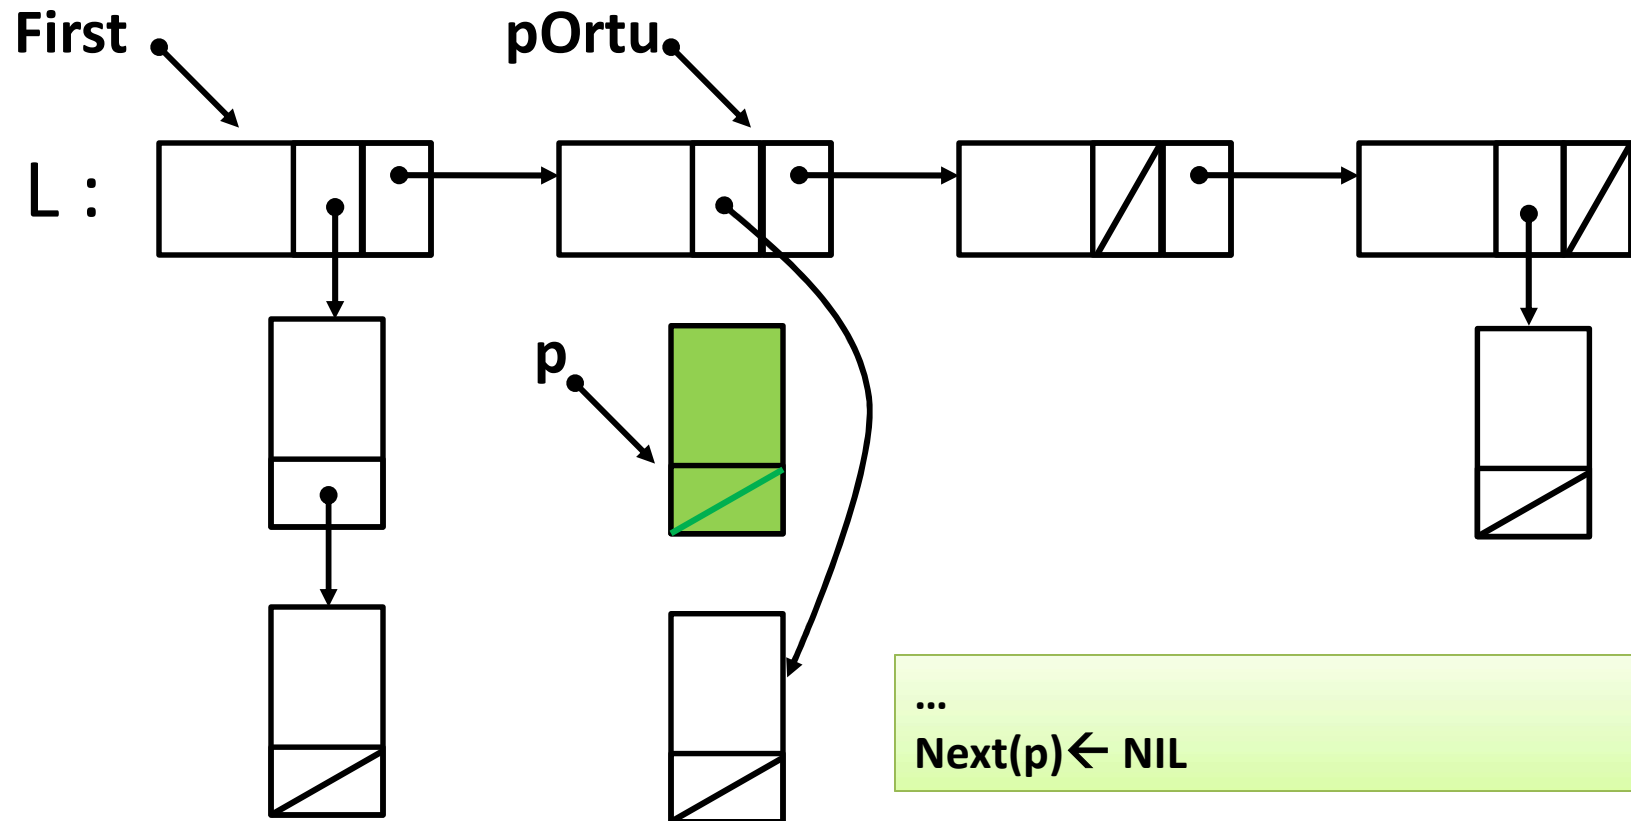 First
pOrtu
L :
p
...
Next(p)← NIL